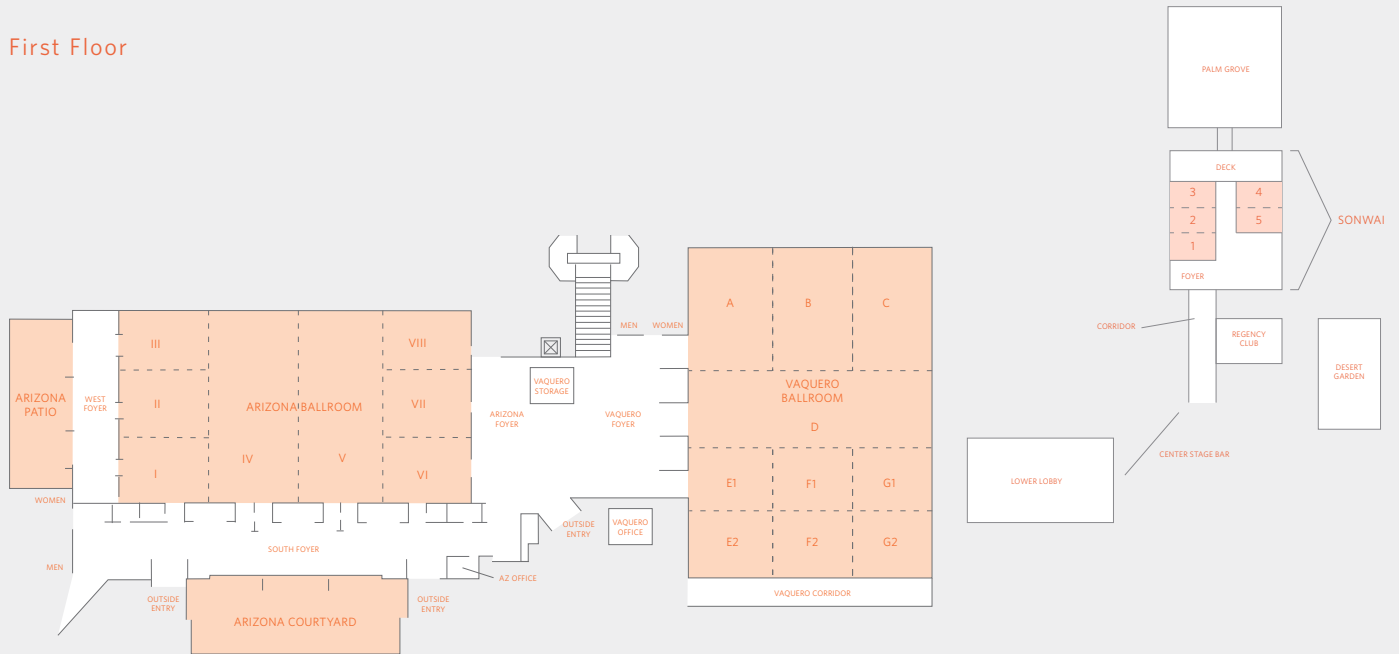 First Floor
PALM GROVE
DECK
3
4
2
5
SONWAI
1
FOYER
CORRIDOR
REGENCY
CLUB
DESERT
GARDEN
CENTER STAGE BAR
LOWER LOBBY
A
B
C
MEN
WOMEN
VAQUERO
BALLROOM
D
E1
F1
G1
E2
F2
G2
VAQUERO CORRIDOR
VAQUERO
STORAGE
ARIZONA
FOYER
VAQUERO
FOYER
OUTSIDE
ENTRY
VAQUERO
OFFICE
III
VIII
ARIZONA
PATIO
WEST
FOYER
II
ARIZONA BALLROOM
VII
I
IV
V
VI
WOMEN
SOUTH FOYER
MEN
AZ OFFICE
OUTSIDE
ENTRY
OUTSIDE
ENTRY
ARIZONA COURTYARD